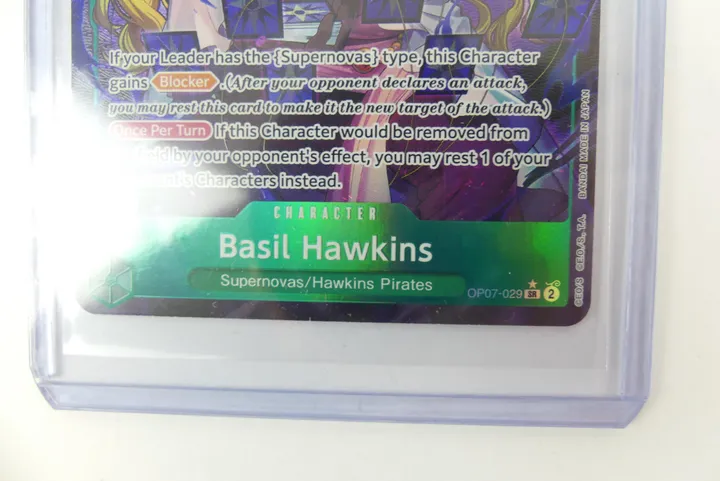 If your Leader has the {Supernovas} type, this Character
gains Blocker .(After your opponent declares an attack,
you may rest this card to make it the new target of the attack.)
Once Per Turn If this Character would be removed from
by your opponent's effect, you may rest 1 of your
Characters instead.
CHARACTER
Basil Hawkins
Supernovas/Hawkins Pirates
OP07-029 SR 2
©E.O/S ©E.O./S., T.A. BANDAI MADE IN JAPAN